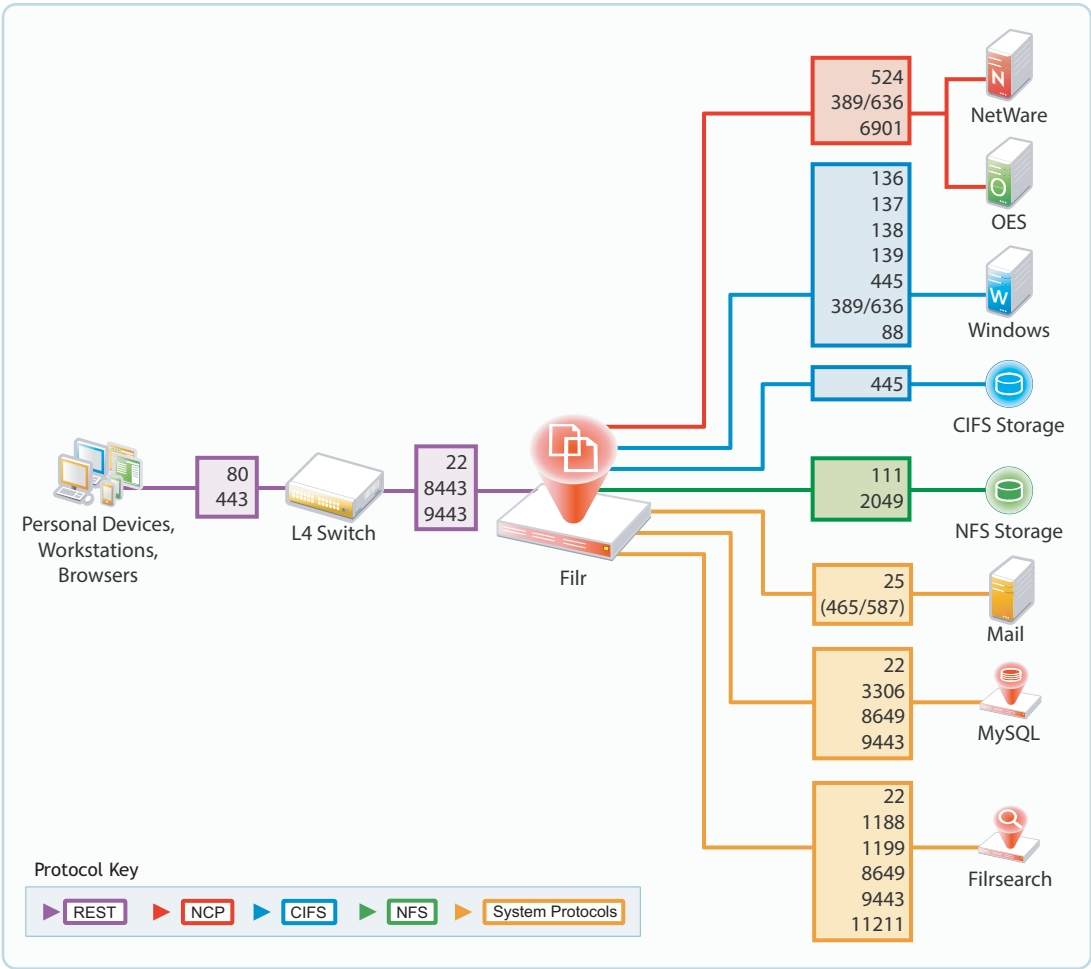 524
389/636
6901
N
NetWare
O
OES
136
137
138
139
445
389/636
88
W
Windows
445
CIFS Storage
80
443
22
8443
9443
111
2049
NFS Storage
Personal Devices,
Workstations,
Browsers
L4 Switch
Filr
25
(465/587)
Mail
22
3306
8649
9443
MySQL
22
1188
1199
8649
9443
11211
Filrsearch
Protocol Key
REST
NCP
CIFS
NFS
System Protocols